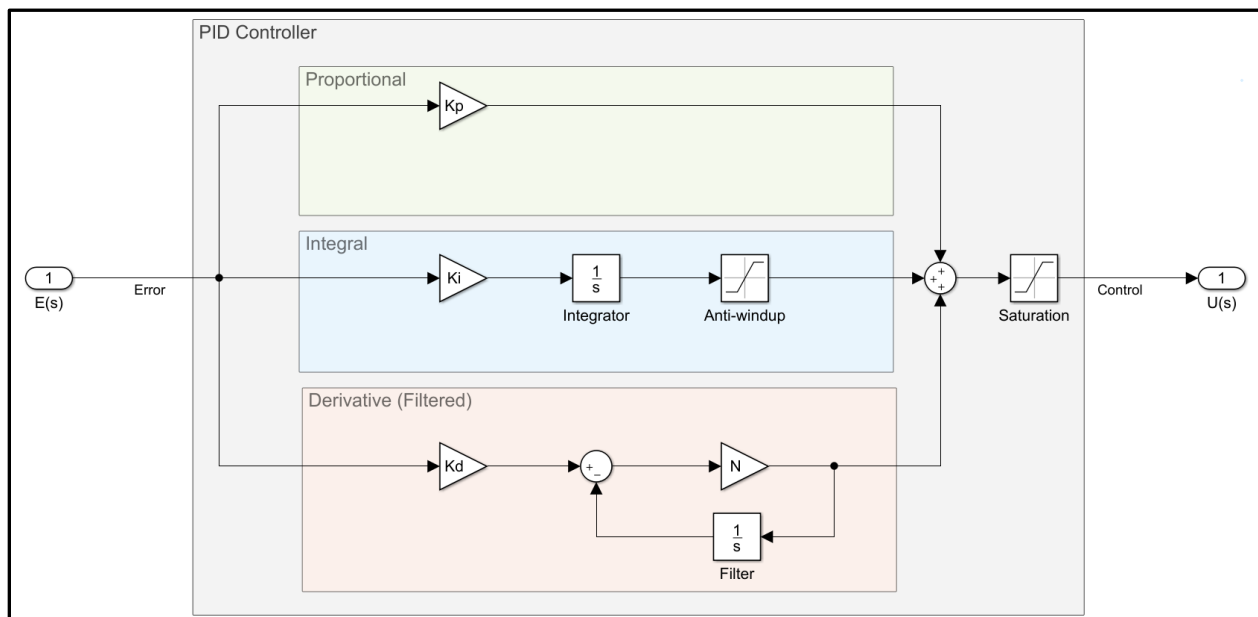 PID Controller
Proportional
Kp
Integral
1
E(s)
Error
Ki
1
s
Integrator
Anti-windup
+
+
+
Saturation
Control
1
U(s)
Derivative (Filtered)
Kd
+
−
N
1
s
Filter